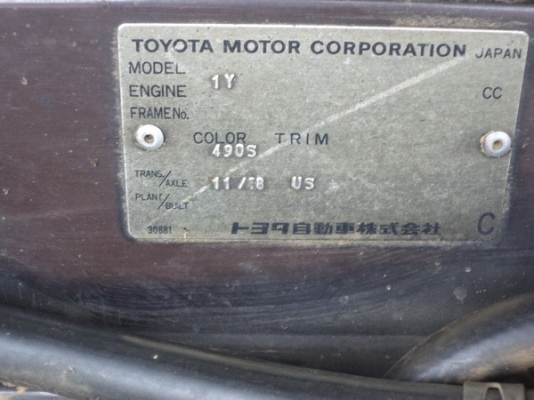 TOYOTA MOTOR CORPORATION JAPAN
MODEL
ENGINE 1Y CC
FRAME No.
COLOR TRIM
490S
TRANS./AXLE 11/78 US
PLANT/BUILT
30881 トヨタ自動車株式会社 C